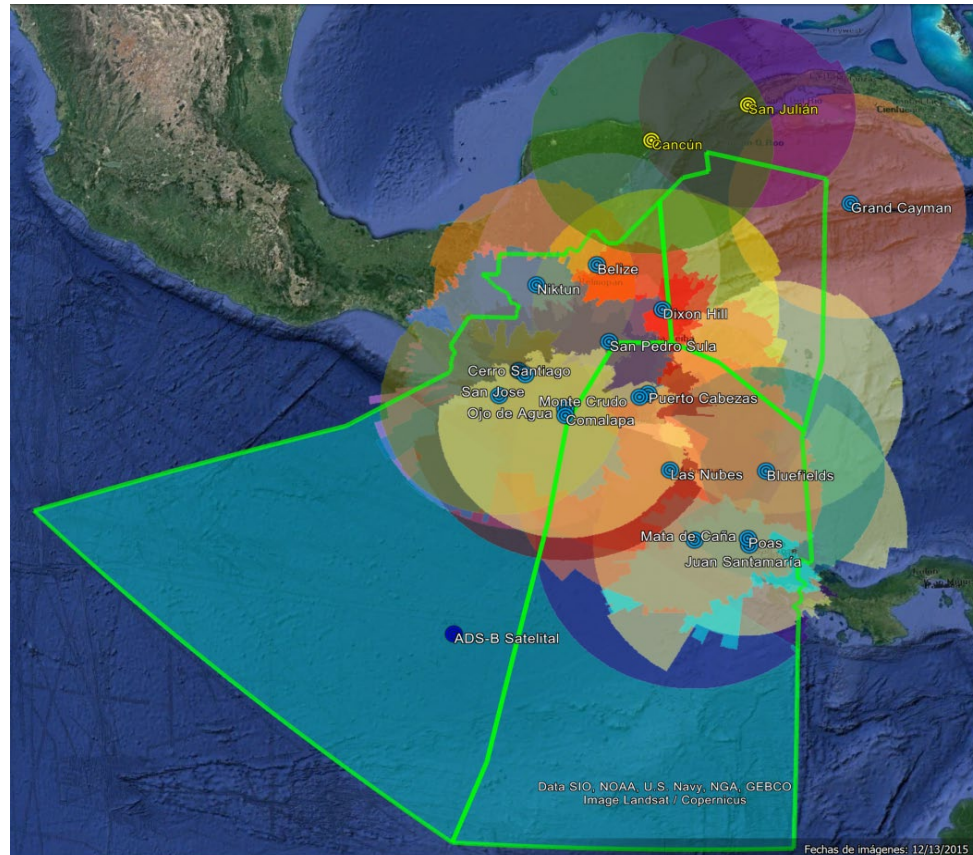 San Julián
Cienfue
Cancún
Grand Cayman
Belize
Niktun
Dixon Hill
San Pedro Sula
Cerro Santiago
San Jose
Monte Crudo
Puerto Cabezas
Ojo de Agua
Comalapa
Las Nubes
Bluefields
Mata de Caña
Poas
Juan Santamaría
ADS-B Satelital
Data SIO, NOAA, U.S. Navy, NGA, GEBCO
Image Landsat / Copernicus
Fechas de imágenes: 12/13/2015